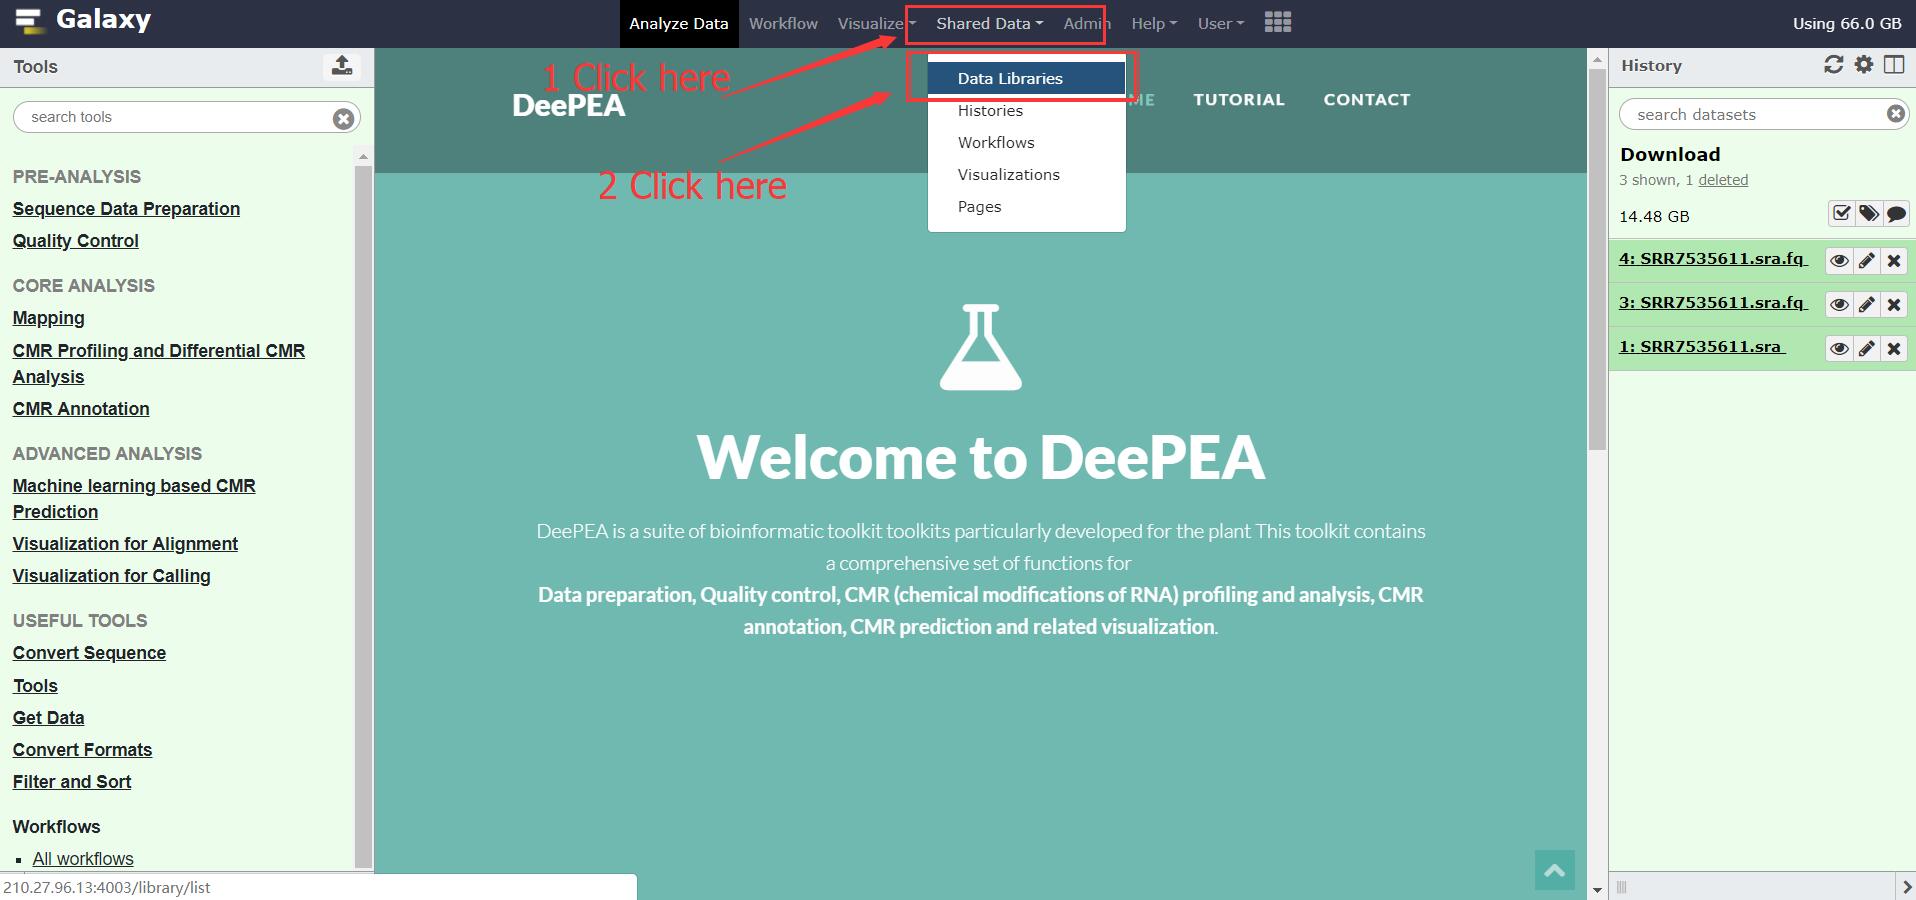 Galaxy
Analyze Data Workflow Visualize Shared Data Admin Help User
Using 66.0 GB
Tools
search tools
PRE-ANALYSIS
Sequence Data Preparation
Quality Control
CORE ANALYSIS
Mapping
CMR Profiling and Differential CMR
Analysis
CMR Annotation
ADVANCED ANALYSIS
Machine learning based CMR
Prediction
Visualization for Alignment
Visualization for Calling
USEFUL TOOLS
Convert Sequence
Tools
Get Data
Convert Formats
Filter and Sort
Workflows
All workflows
210.27.96.13:4003/library/list
1 Click here
2 Click here
DeePEA
Data Libraries
Histories
Workflows
Visualizations
Pages
ME TUTORIAL CONTACT
Welcome to DeePEA
DeePEA is a suite of bioinformatic toolkit toolkits particularly developed for the plant This toolkit contains
a comprehensive set of functions for
Data preparation, Quality control, CMR (chemical modifications of RNA) profiling and analysis, CMR
annotation, CMR prediction and related visualization.
History
search datasets
Download
3 shown, 1 deleted
14.48 GB
4: SRR7535611.sra.fq
3: SRR7535611.sra.fq
1: SRR7535611.sra